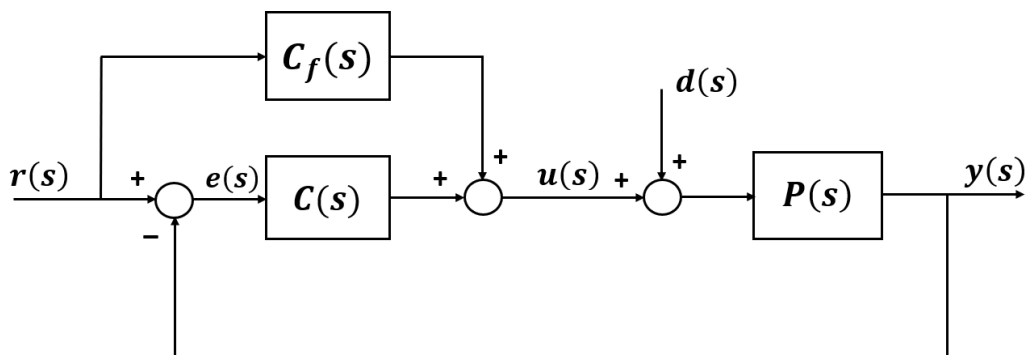 C_f(s)
d(s)
+
+
r(s)
+
e(s)
C(s)
+
u(s)
+
P(s)
y(s)
−